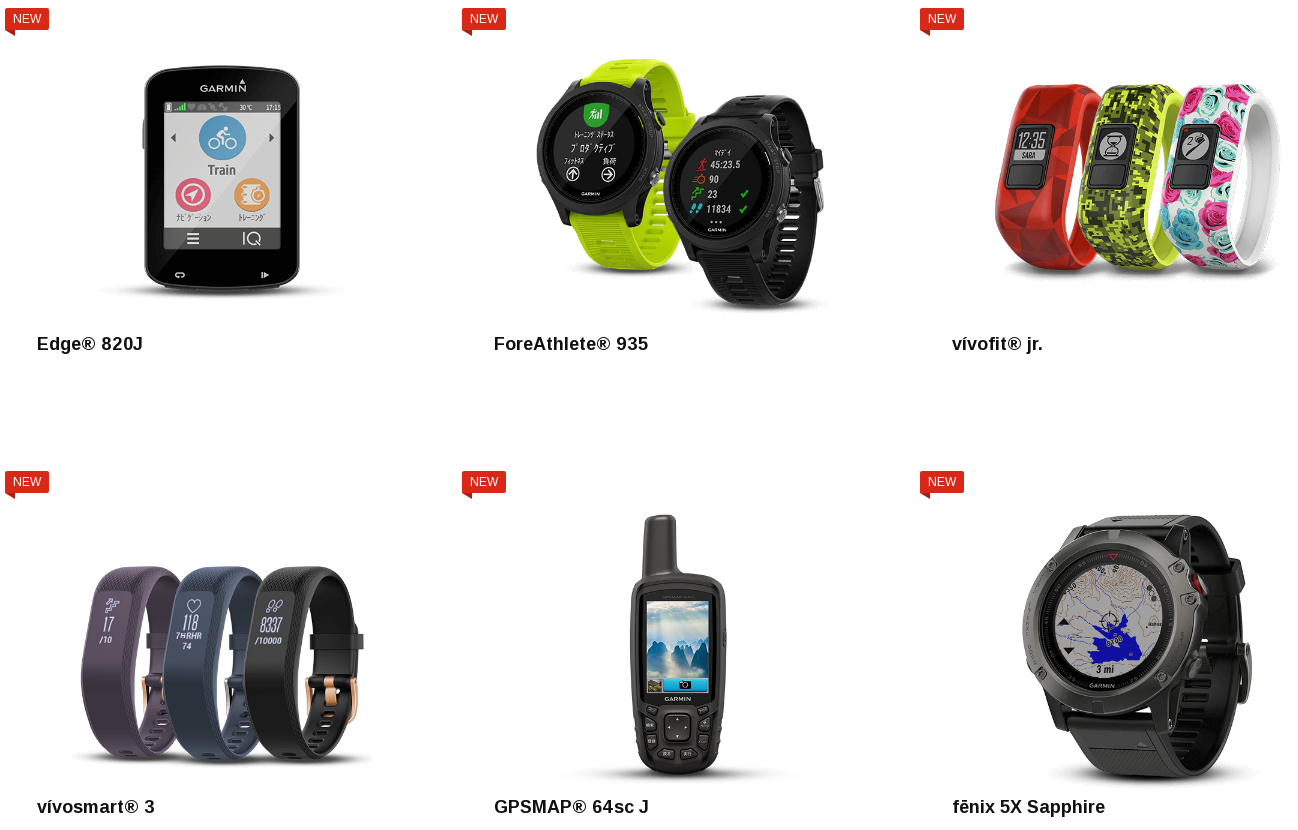 NEW
GARMIN
30 °C 17:15
Train
ナビゲーション
トレーニング
IQ
Edge® 820J
NEW
トレーニング ステータス
プロダクティブ
フィットネス 負荷
GARMIN
マイデイ
45:23.5
90
23
11834
GARMIN
ForeAthlete® 935
NEW
12:35
SARA
2
vívofit® jr.
NEW
17
/10
118
7HRHR
74
8337
/10000
vívosmart® 3
NEW
GARMIN
GPSMAP® 64sc J
NEW
3 mi
GARMIN
fēnix 5X Sapphire